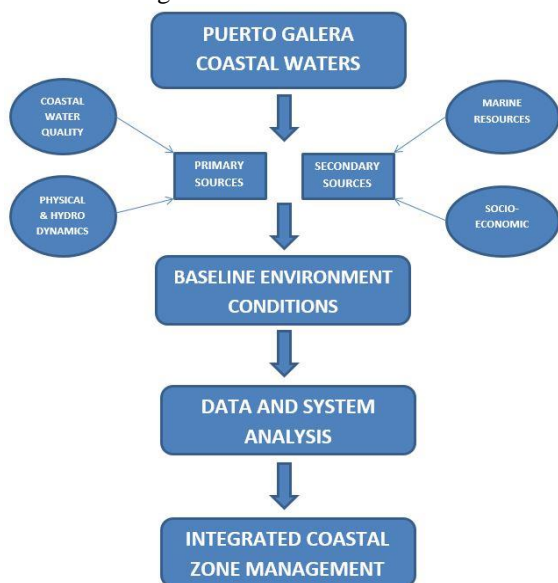 PUERTO GALERA
COASTAL WATERS
COASTAL
WATER
QUALITY
MARINE
RESOURCES
PRIMARY
SOURCES
SECONDARY
SOURCES
PHYSICAL
& HYDRO
DYNAMICS
SOCIO-
ECONOMIC
BASELINE ENVIRONMENT
CONDITIONS
DATA AND SYSTEM
ANALYSIS
INTEGRATED COASTAL
ZONE MANAGEMENT